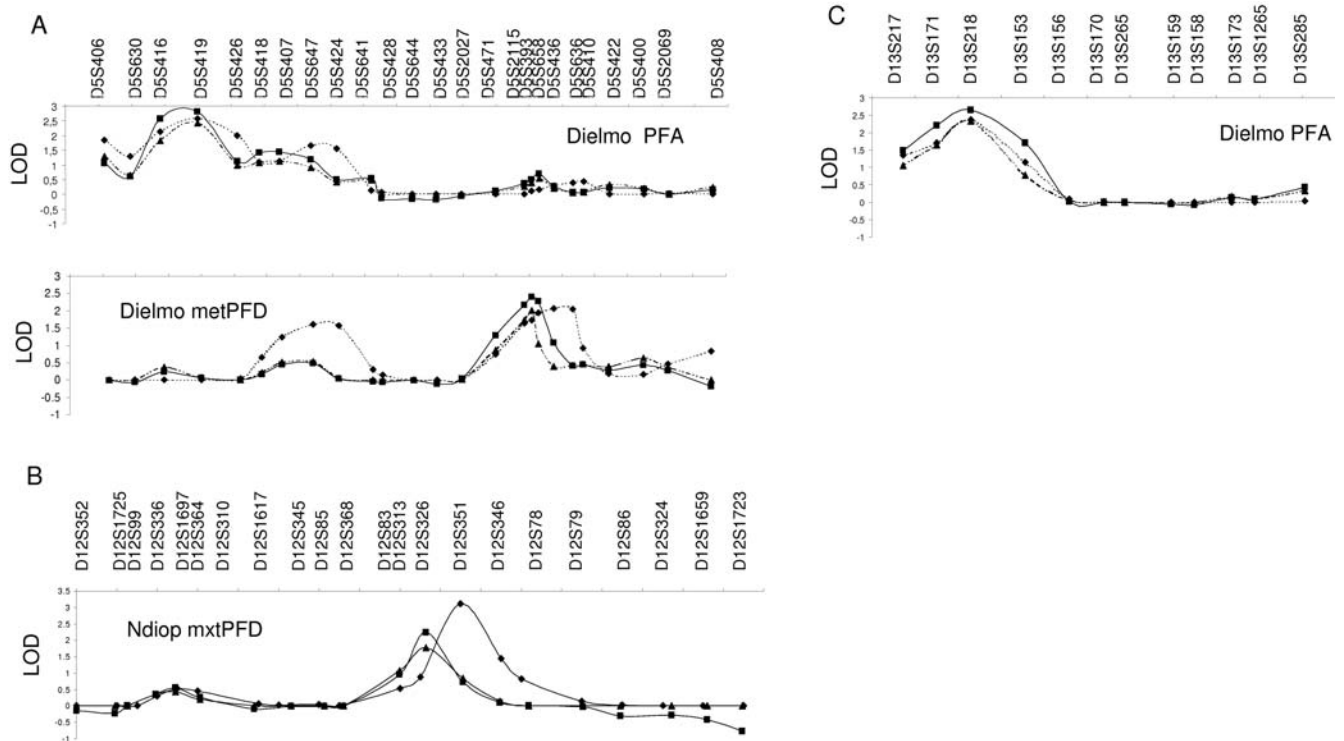 A
D5S406 D5S630 D5S416 D5S419 D5S426 D5S418 D5S407 D5S647 D5S424 D5S641 D5S428 D5S644 D5S433 D5S2027 D5S471 D5S2115 D5S393 D5S658 D5S436 D5S636 D5S410 D5S422 D5S400 D5S2069 D5S408
LOD
3
2,5
2
1,5
1
0,5
0
0,5
-1
Dielmo PFA
LOD
3
2.5
2
1.5
1
0.5
0
-0.5
-1
Dielmo metPFD
B
D12S352 D12S1725 D12S99 D12S336 D12S1697 D12S364 D12S310 D12S1617 D12S345 D12S85 D12S368 D12S83 D12S313 D12S326 D12S351 D12S346 D12S78 D12S79 D12S86 D12S324 D12S1659 D12S1723
LOD
3.5
3
2.5
2
1.5
1
0.5
0
-0.5
-1
Ndiop mxtPFD
C
D13S217 D13S171 D13S218 D13S153 D13S156 D13S170 D13S265 D13S159 D13S158 D13S173 D13S1265 D13S285
LOD
3
2,5
2
1,5
1
0,5
0
0,5
-1
Dielmo PFA